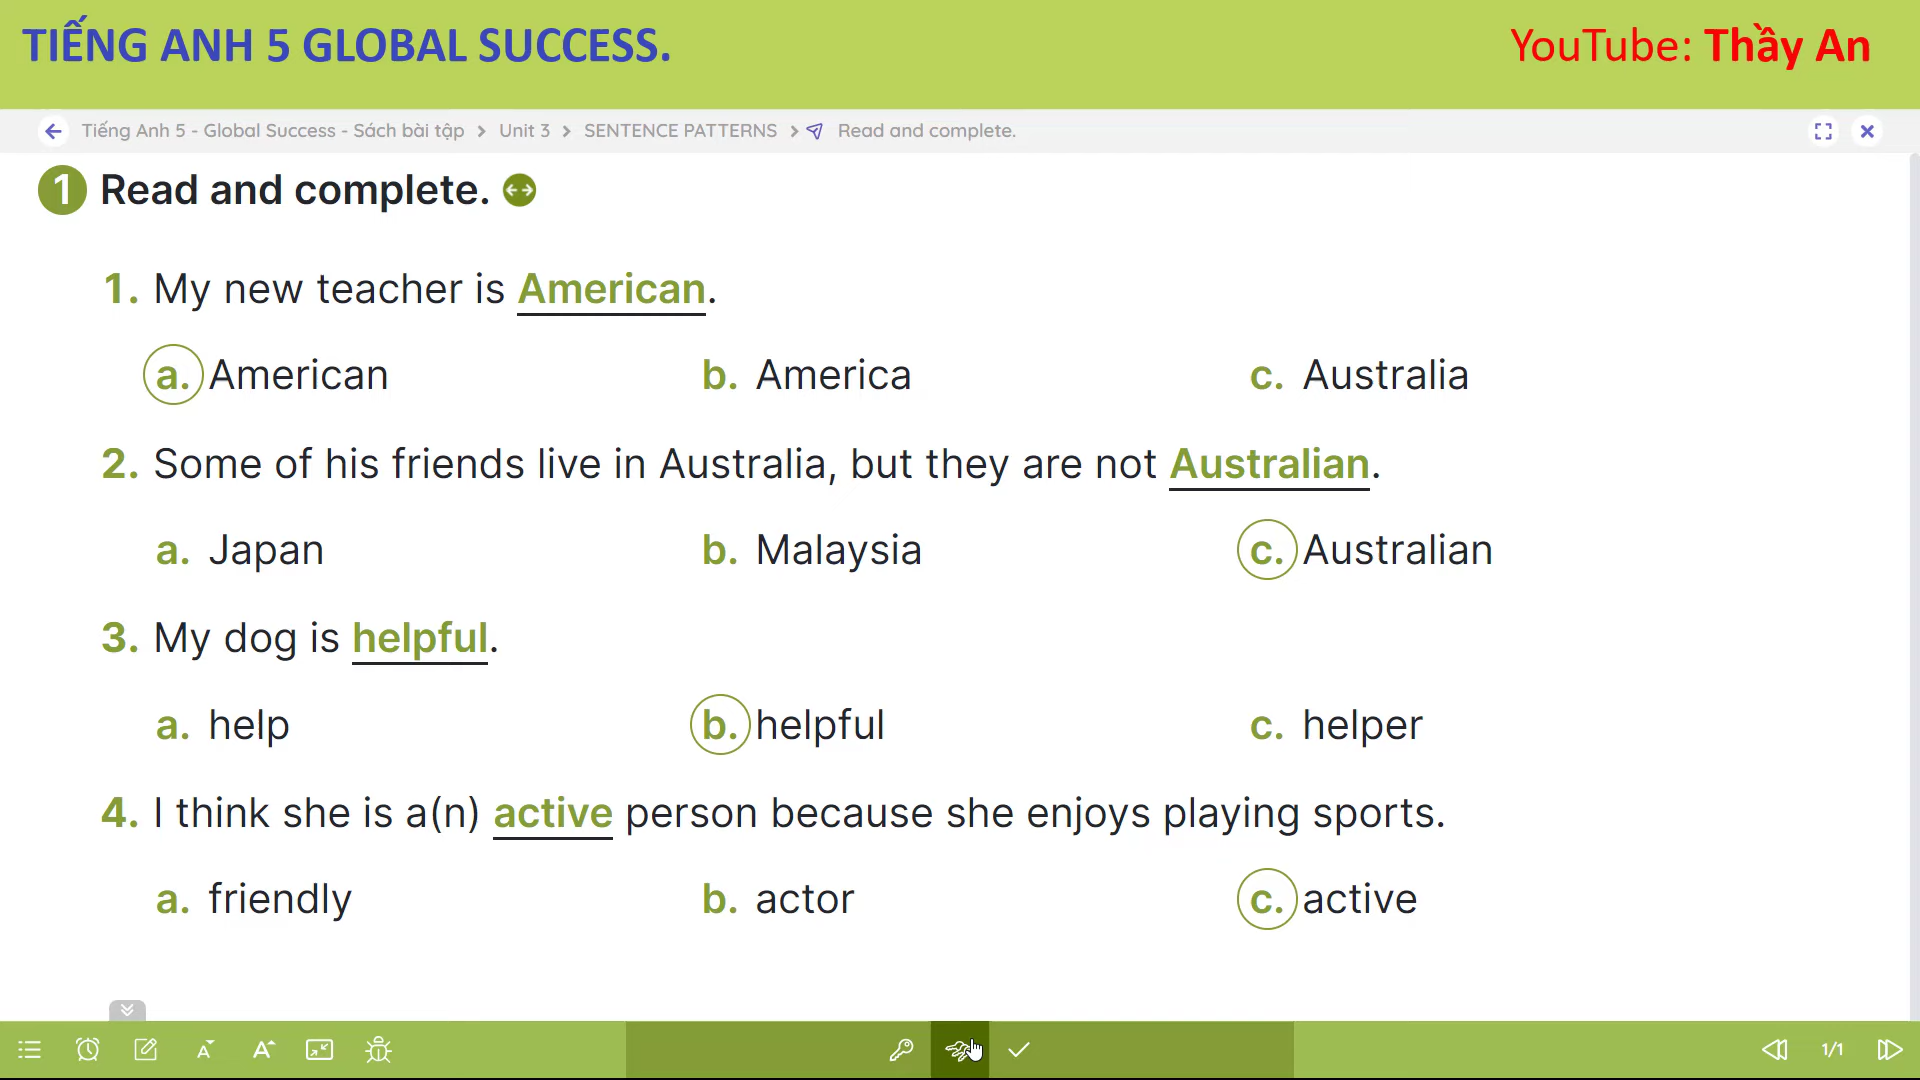 TIẾNG ANH 5 GLOBAL SUCCESS.
YouTube: Thầy An
Tiếng Anh 5 - Global Success - Sách bài tập > Unit 3 > SENTENCE PATTERNS > Read and complete.
1 Read and complete.
1. My new teacher is American.
a. American b. America c. Australia
2. Some of his friends live in Australia, but they are not Australian.
a. Japan b. Malaysia c. Australian
3. My dog is helpful.
a. help b. helpful c. helper
4. I think she is a(n) active person because she enjoys playing sports.
a. friendly b. actor c. active
A A 1/1